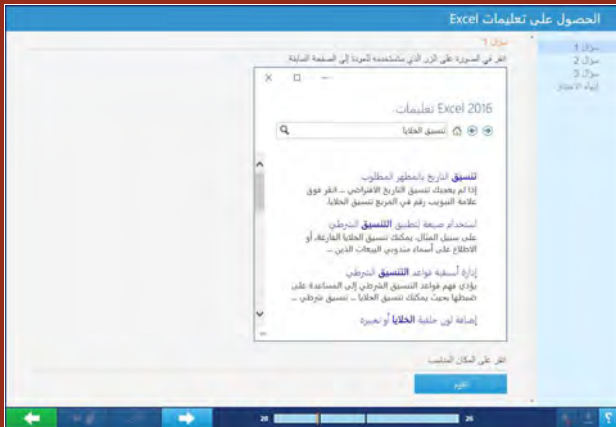 الحصول على تعليمات Excel
سؤال 1
سؤال 2
سؤال 3
إنهاء الاختبار
سؤال 1
انقر في الصورة على الزر الذي ستستخدمه للعودة إلى الصفحة السابقة.
Excel 2016 تعليمات
تنسيق الخلايا
تنسيق التاريخ بالمظهر المطلوب
إذا لم يعجبك تنسيق التاريخ الافتراضي ... انقر فوق
علامة التبويب رقم في المربع تنسيق الخلايا.
استخدام صيغة لتطبيق التنسيق الشرطي
على سبيل المثال، يمكنك تنسيق الخلايا الفارغة، أو
الاطلاع على أسماء مندوبي البيعات الذين ...
إدارة أسبقية قواعد التنسيق الشرطي
يؤدي فهم قواعد التنسيق الشرطي إلى المساعدة على
ضبطها بحيث يمكنك تنسيق الخلايا ... تنسيق شرطي ...
إضافة لون خلفية الخلايا أو تغييره
انقر على المكان المناسب
تقويم
20
26